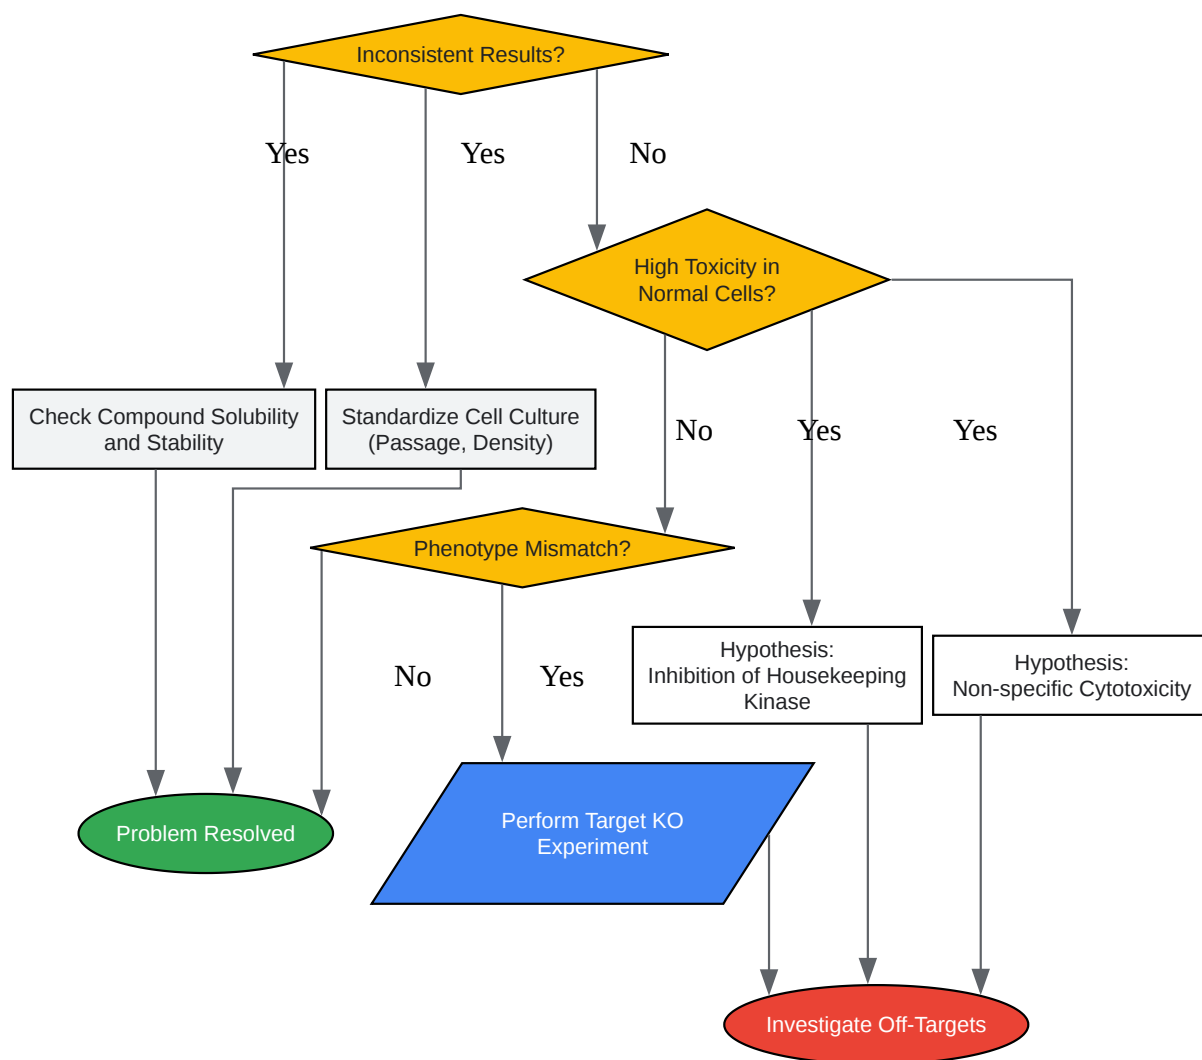 Inconsistent Results?
Yes
Yes
No
High Toxicity in
Normal Cells?
Check Compound Solubility
and Stability
Standardize Cell Culture
(Passage, Density)
No
Yes
Yes
Phenotype Mismatch?
No
Yes
Hypothesis:
Inhibition of Housekeeping
Kinase
Hypothesis:
Non-specific Cytotoxicity
Problem Resolved
Perform Target KO
Experiment
Investigate Off-Targets